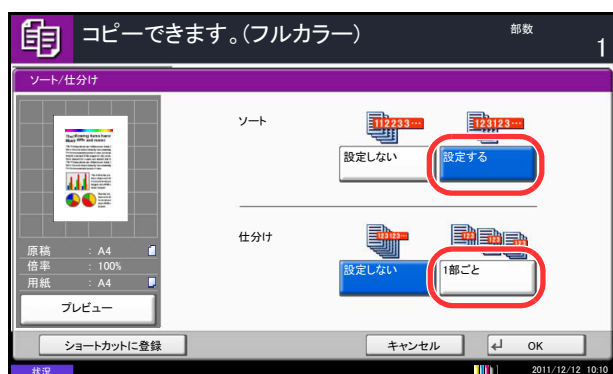 コピーできます。(フルカラー)
部数
1
ソート/仕分け
ソート
112233…
123123…
設定しない
設定する
仕分け
123123…
123
123
123
設定しない
1部ごと
原稿 : A4
倍率 : 100%
用紙 : A4
プレビュー
ショートカットに登録
キャンセル
OK
状況
2011/12/12 10:10